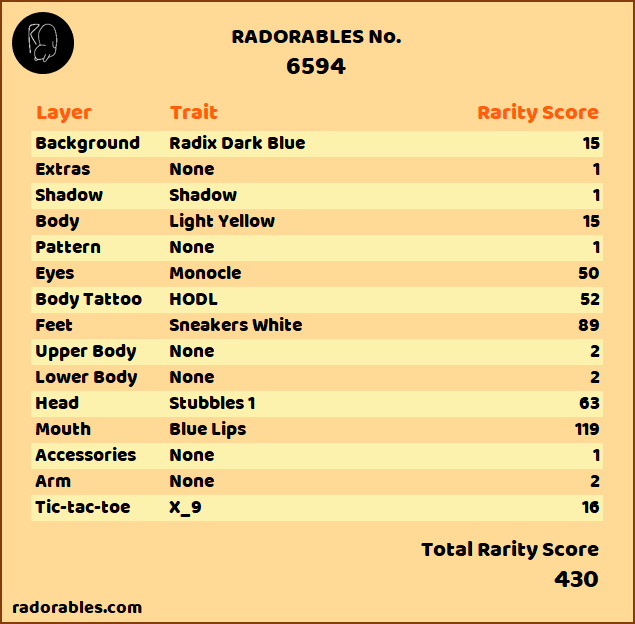 RADORABLES No.
6594
Layer Trait Rarity Score
Background Radix Dark Blue 15
Extras None 1
Shadow Shadow 1
Body Light Yellow 15
Pattern None 1
Eyes Monocle 50
Body Tattoo HODL 52
Feet Sneakers White 89
Upper Body None 2
Lower Body None 2
Head Stubbles 1 63
Mouth Blue Lips 119
Accessories None 1
Arm None 2
Tic-tac-toe X_9 16
Total Rarity Score
430
radorables.com